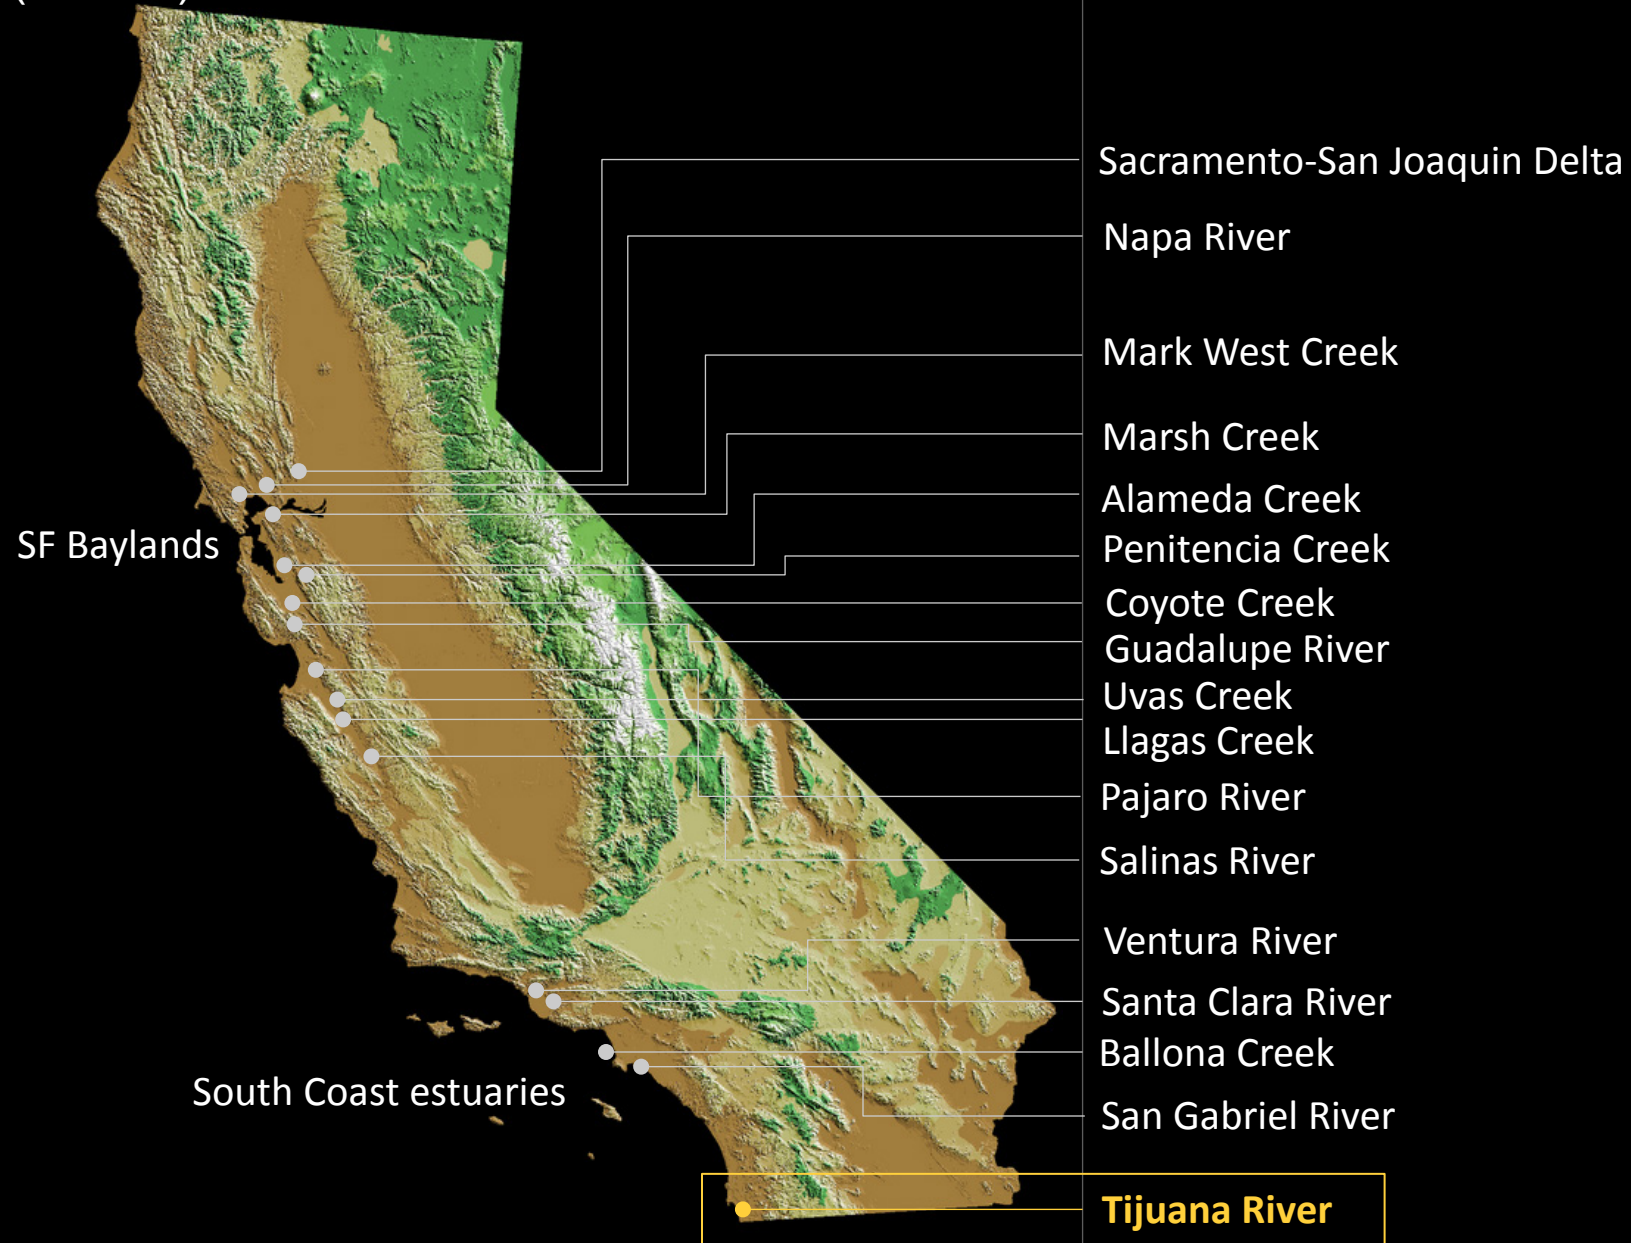 Sacramento-San Joaquin Delta
Napa River
Mark West Creek
Marsh Creek
Alameda Creek
SF Baylands
Penitencia Creek
Coyote Creek
Guadalupe River
Uvas Creek
Llagas Creek
Pajaro River
Salinas River
Ventura River
Santa Clara River
Ballona Creek
South Coast estuaries
San Gabriel River
Tijuana River